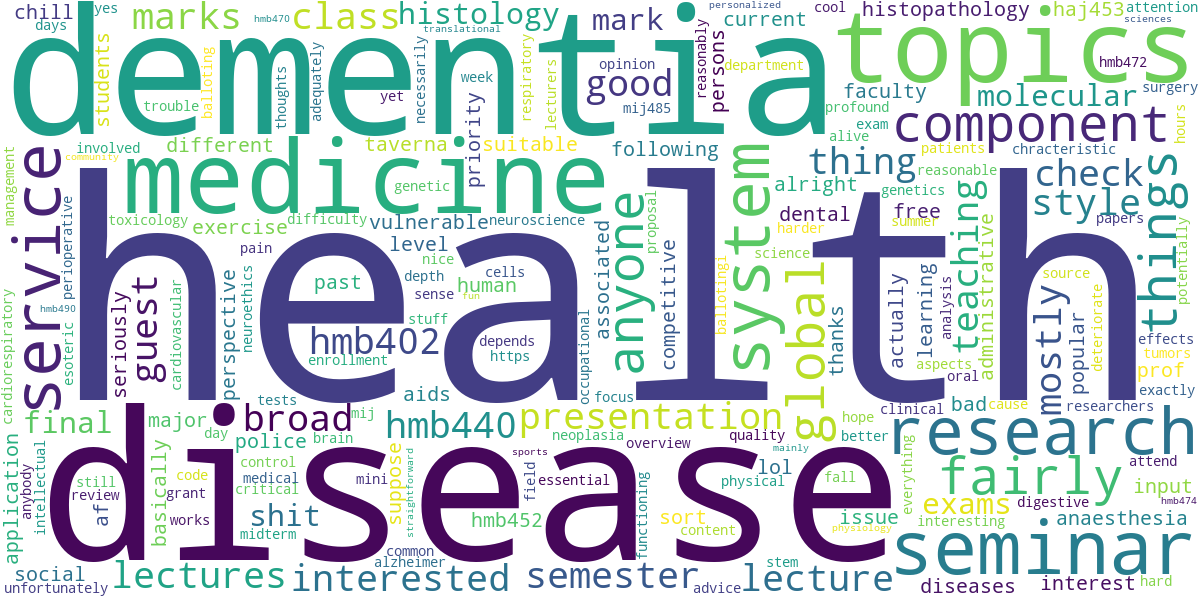 chill
yes
days
marks
hmb470
class
histology
translational
mark
personalized
current
cool
histopathology
haj453
attention
sciences
dementia
topics
students
trouble
balloting
thoughts
adequately
yet
necessarily
week
lecturers
respiratory
opinion
good
mij485
persons
reasonably
department
profound
exam
faculty
alive
molecular
hmb472
surgery
hours
component
involved
community
different
taverna
priority
suitable
following
system
thing
patients
chracteristic
reasonable
check
things
management
service
medicine
genetic
anyone
proposal
alright
genetics
teaching
style
papers
potentially
perioperative
toxicology
exercise
difficulty
vulnerable
neuroscience
dental
free
summer
harder
administrative
health
pain
level
nice
depth
cells
associated
competitive
science
global
actually
learning
analysis
source
mostly
popular
deteriorate
effects
hmb490
esoteric
seriously
guest
cardiovascular
perspective
neuroethics
past
sense
human
fun
stuff
hmb402
depends
enrollment
https
occupational
ballotingi
thanks
aspects
tumors
prof
cardiorespiratory
tests
aids
focus
oral
exactly
final
major
broad
mij
hmb440
presentation
hope
clinical
bad
cause
researchers
day
police
brain
neoplasia
overview
quality
mainly
better
research
application
anybody
intellectual
still
review
af
basically
code
grant
works
control
medical
critical
mini
suppose
straightforward
sports
field
essential
functioning
lol
physical
fall
everything
fairly
attend
input
disease
shit
midterm
hmb452
sort
content
issue
physiology
exams
interesting
digestive
hmb474
anaesthesia
seminar
social
unfortunately
lectures
common
alzheimer
interested
semester
stem
advice
lecture
diseases
interest
hard